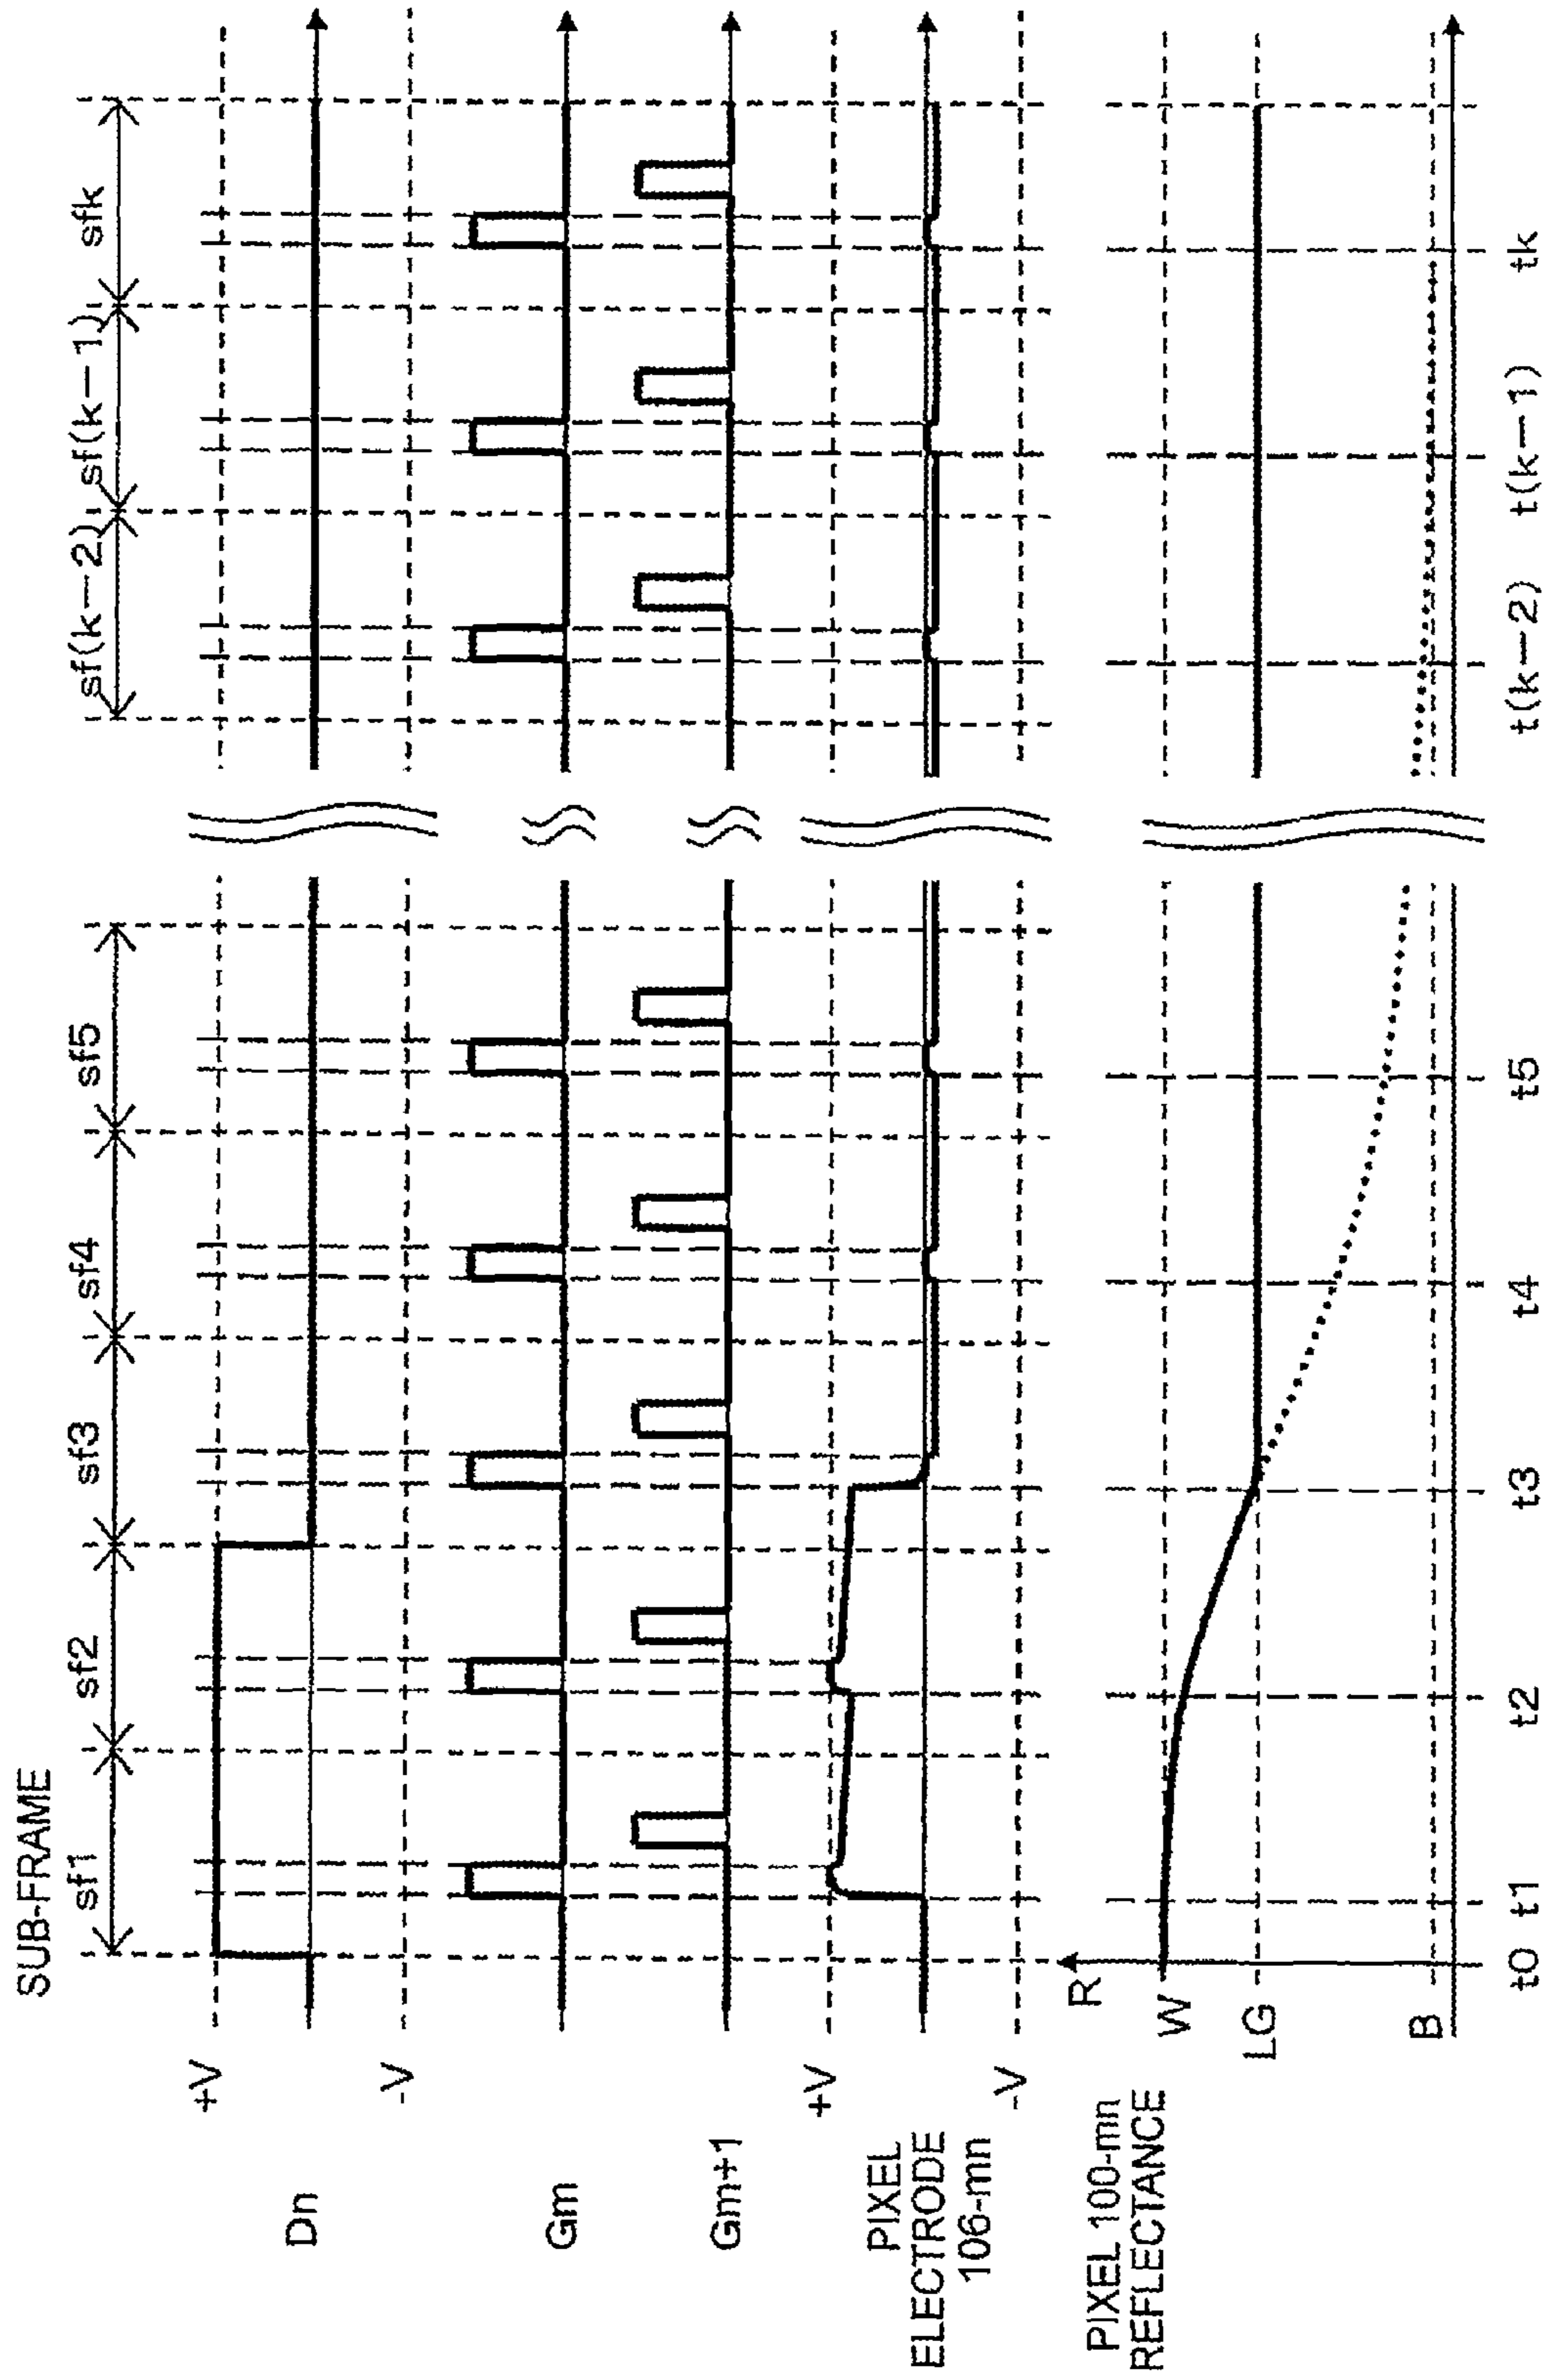 SUB-FRAME
sf1 sf2 sf3 sf4 sf5 sf(k−2) sf(k−1) sfk
+V
Dn
-V
Gm
Gm+1
+V
PIXEL
ELECTRODE
106-mn
-V
R
PIXEL 100-mn
REFLECTANCE
W
LG
B
t0 t1 t2 t3 t4 t5 t(k−2) t(k−1) tk